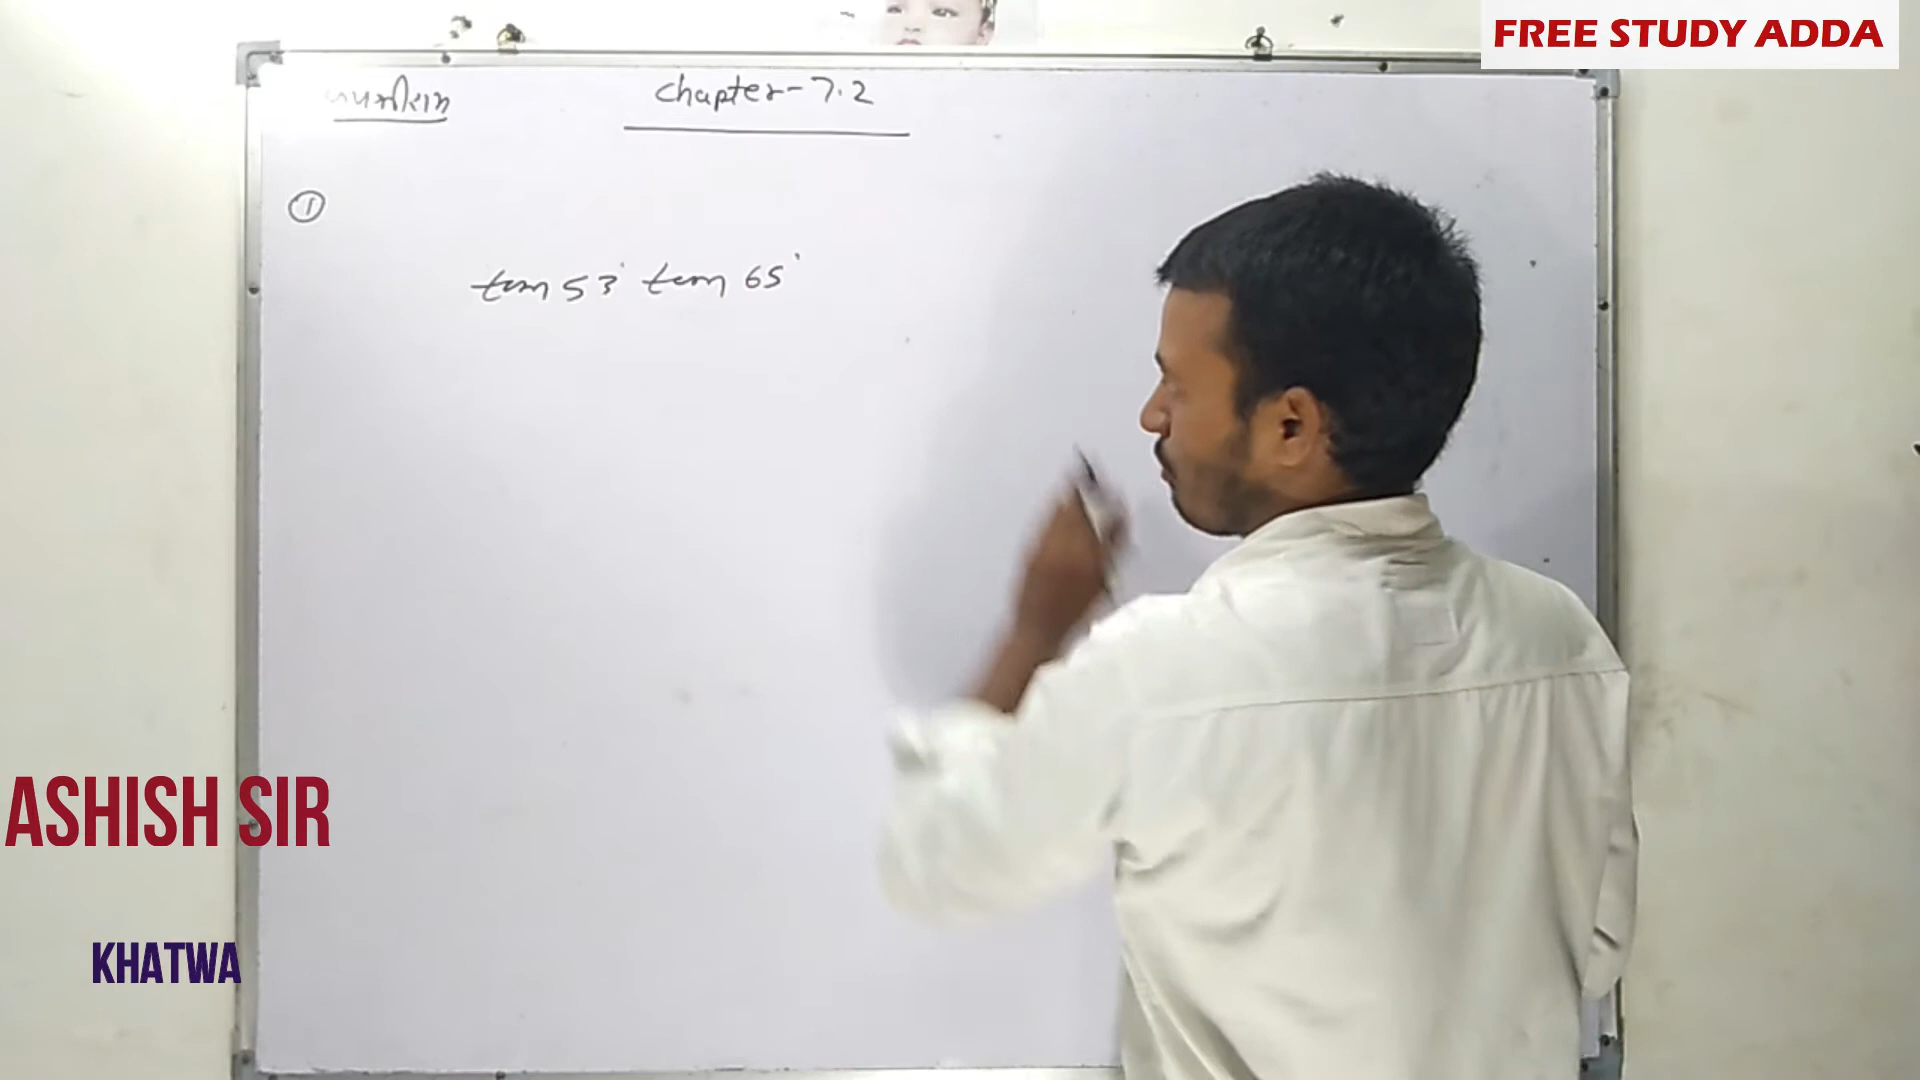 FREE STUDY ADDA
chapter-7.2
①
tan 53° tan 65°
ASHISH SIR
KHATWA